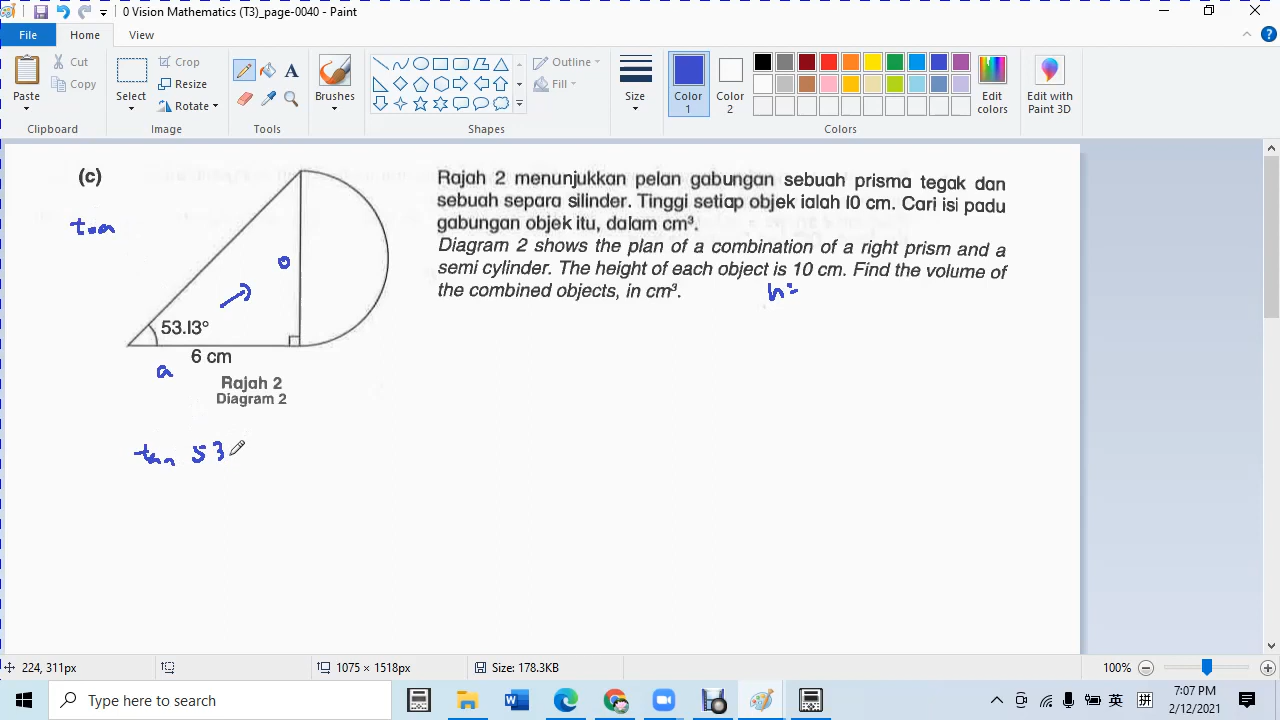 0 Vision Mathematics (T3)_page-0040 - Paint
File Home View
Paste Cut Copy Clipboard
Select Crop Resize Rotate Image
A Tools
Brushes
Outline Fill Shapes
Size
Color 1 Color 2 Edit colors Colors
Edit with Paint 3D
(c)
tan
o
53.13°
6 cm
a
Rajah 2
Diagram 2
Rajah 2 menunjukkan pelan gabungan sebuah prisma tegak dan
sebuah separa silinder. Tinggi setiap objek ialah 10 cm. Cari isi padu
gabungan objek itu, dalam cm³.
Diagram 2 shows the plan of a combination of a right prism and a
semi cylinder. The height of each object is 10 cm. Find the volume of
the combined objects, in cm³.
h=
tan 53
224, 311px 1075 × 1518px Size: 178.3KB 100%
Type here to search
英 拼 7:07 PM
2/12/2021